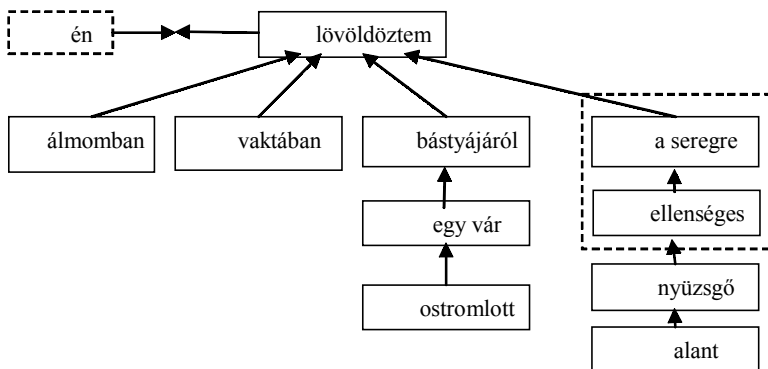 én
lövöldöztem
álmomban
vaktában
bástyájáról
a seregre
egy vár
ellenséges
ostromlott
nyüzsgő
alant